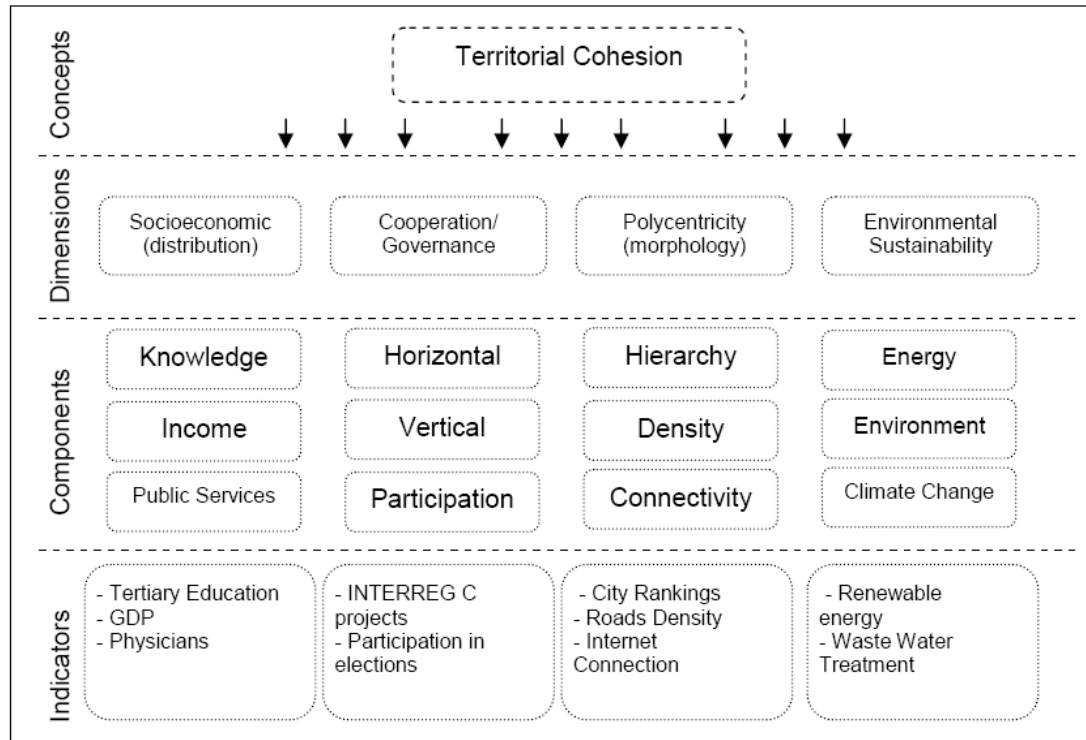 Concepts
Territorial Cohesion
Dimensions
Socioeconomic
(distribution)
Cooperation/
Governance
Polycentricity
(morphology)
Environmental
Sustainability
Components
Knowledge
Horizontal
Hierarchy
Energy
Income
Vertical
Density
Environment
Public Services
Participation
Connectivity
Climate Change
Indicators
- Tertiary Education
- GDP
- Physicians
- INTERREG C
projects
- Participation in
elections
- City Rankings
- Roads Density
- Internet
Connection
- Renewable
energy
- Waste Water
Treatment